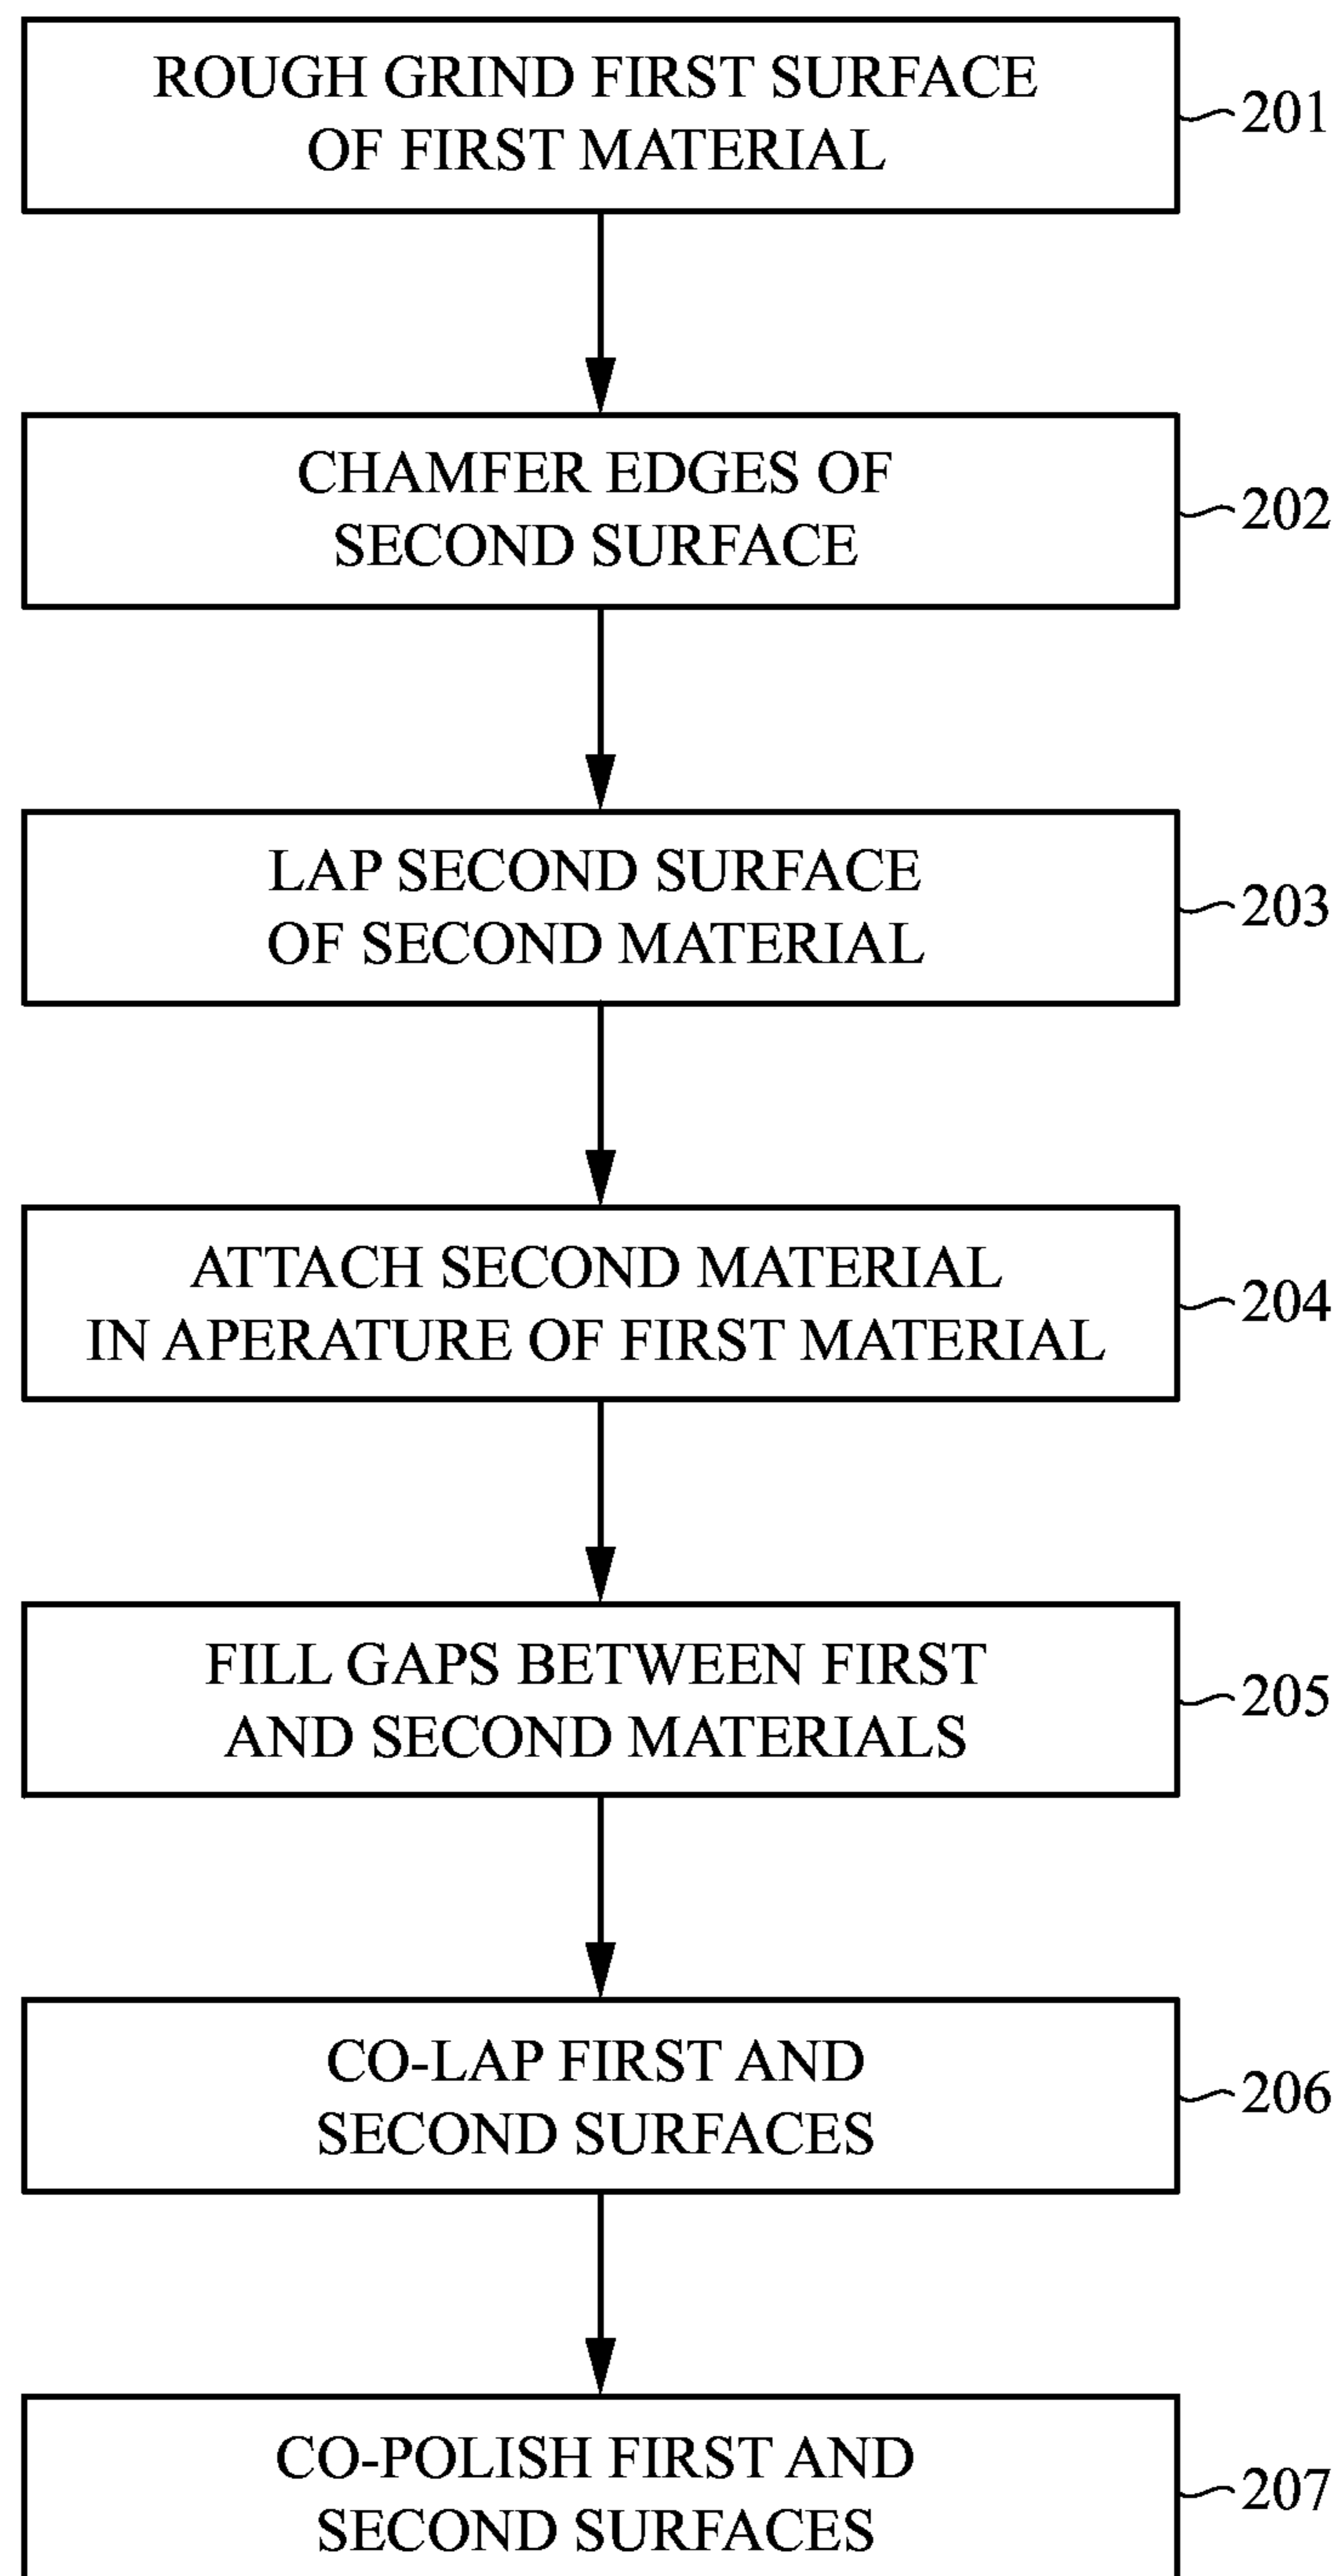 ROUGH GRIND FIRST SURFACE
OF FIRST MATERIAL
201
CHAMFER EDGES OF
SECOND SURFACE
202
LAP SECOND SURFACE
OF SECOND MATERIAL
203
ATTACH SECOND MATERIAL
IN APERATURE OF FIRST MATERIAL
204
FILL GAPS BETWEEN FIRST
AND SECOND MATERIALS
205
CO-LAP FIRST AND
SECOND SURFACES
206
CO-POLISH FIRST AND
SECOND SURFACES
207